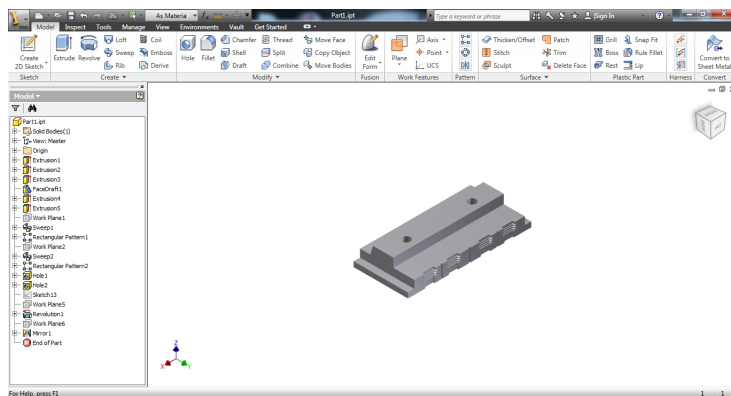 PRO
As Materia
Part1.ipt
Type a keyword or phrase
Sign In
Model Inspect Tools Manage View Environments Vault Get Started
Create
2D Sketch
Extrude Revolve
Loft
Sweep
Rib
Coil
Emboss
Derive
Hole Fillet
Chamfer
Shell
Draft
Thread
Split
Combine
Move Face
Copy Object
Move Bodies
Edit
Form
Plane
Axis
Point
UCS
Thicken/Offset
Stitch
Sculpt
Patch
Trim
Delete Face
Grill
Boss
Rest
Snap Fit
Rule Fillet
Lip
Convert to
Sheet Metal
Sketch Create Modify Fusion Work Features Pattern Surface Plastic Part Harness Convert
Model
Part1.ipt
Solid Bodies(1)
View: Master
Origin
Extrusion1
Extrusion2
Extrusion3
FaceDraft1
Extrusion4
Extrusion5
Work Plane1
Sweep1
Rectangular Pattern1
Work Plane2
Sweep2
Rectangular Pattern2
Hole1
Hole2
Sketch13
Work Plane5
Revolution1
Work Plane6
Mirror1
End of Part
Z
X
Y
For Help, press F1
1 1